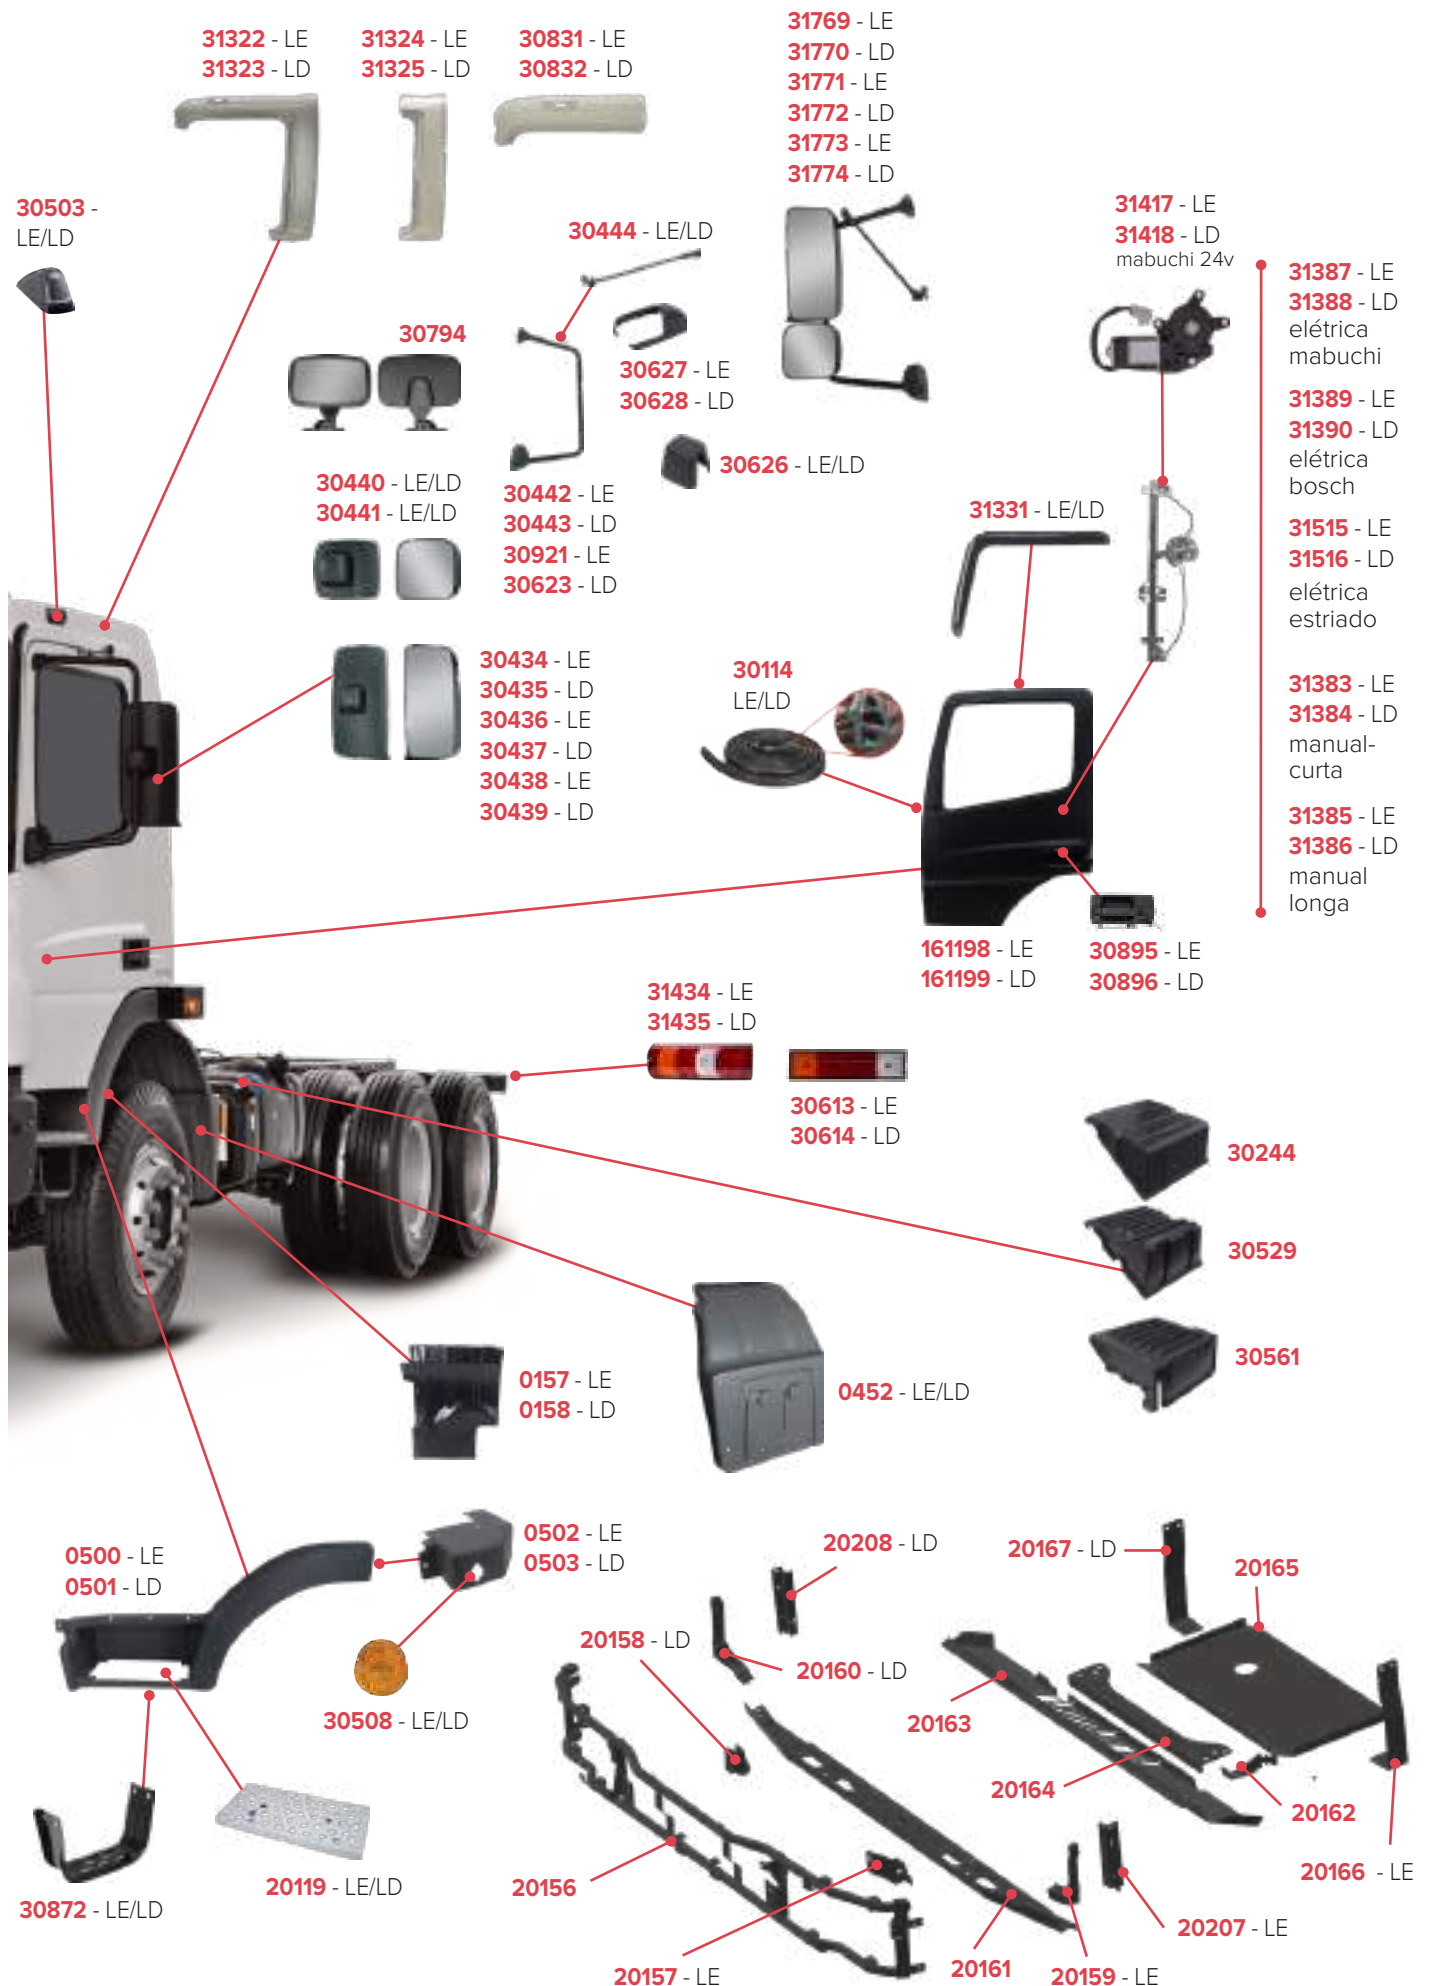 31322 - LE
31323 - LD
31324 - LE
31325 - LD
30831 - LE
30832 - LD
31769 - LE
31770 - LD
31771 - LE
31772 - LD
31773 - LE
31774 - LD
30503 -
LE/LD
30444 - LE/LD
31417 - LE
31418 - LD
mabuchi 24v
31387 - LE
31388 - LD
elétrica
mabuchi
31389 - LE
31390 - LD
elétrica
bosch
31515 - LE
31516 - LD
elétrica
estriado
31383 - LE
31384 - LD
manual-
curta
31385 - LE
31386 - LD
manual
longa
30794
30627 - LE
30628 - LD
30626 - LE/LD
30440 - LE/LD
30441 - LE/LD
30442 - LE
30443 - LD
30921 - LE
30623 - LD
31331 - LE/LD
30434 - LE
30435 - LD
30436 - LE
30437 - LD
30438 - LE
30439 - LD
30114
LE/LD
161198 - LE
161199 - LD
30895 - LE
30896 - LD
31434 - LE
31435 - LD
30613 - LE
30614 - LD
30244
30529
30561
0157 - LE
0158 - LD
0452 - LE/LD
0500 - LE
0501 - LD
0502 - LE
0503 - LD
30508 - LE/LD
20208 - LD
20158 - LD
20160 - LD
20167 - LD
20165
20163
20164
20162
20166 - LE
30872 - LE/LD
20119 - LE/LD
20156
20157 - LE
20161
20159 - LE
20207 - LE